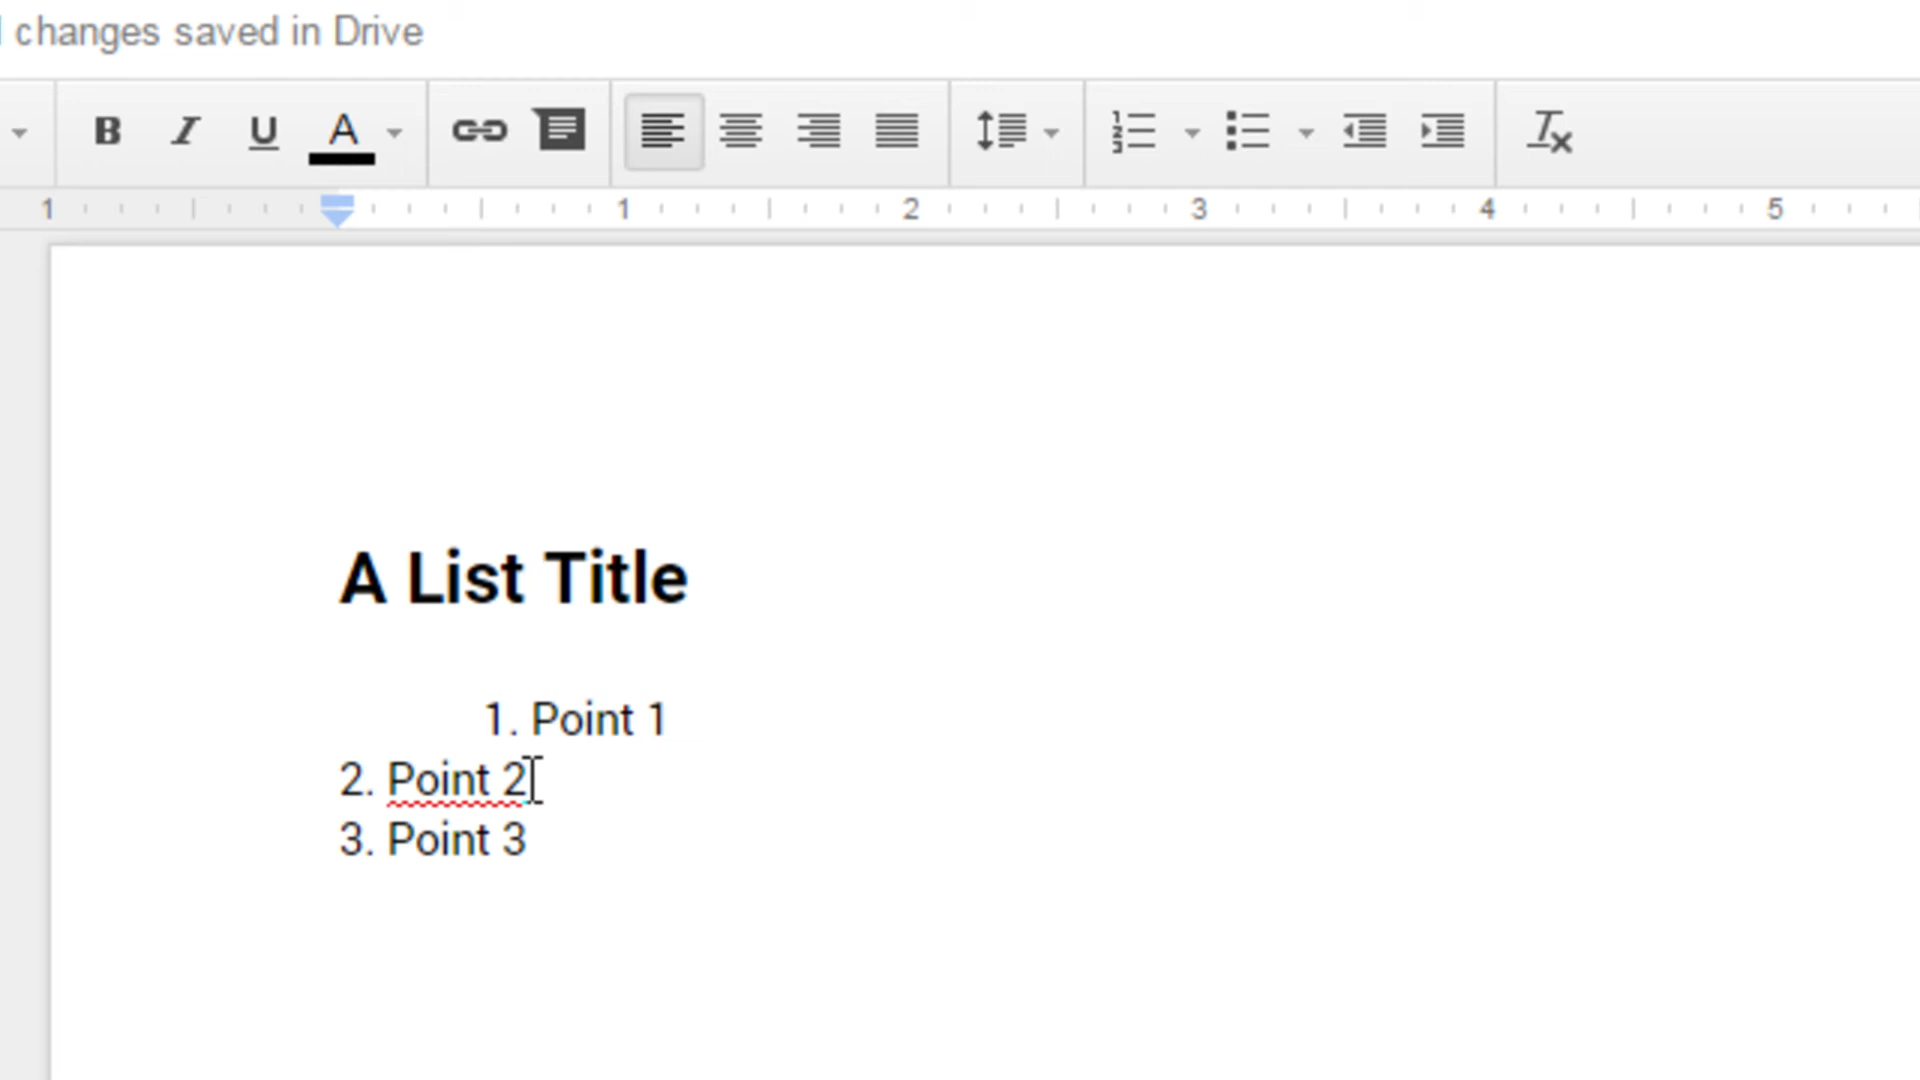 changes saved in Drive
B I U A
1 1 2 3 4 5
A List Title
1. Point 1
2. Point 2
3. Point 3